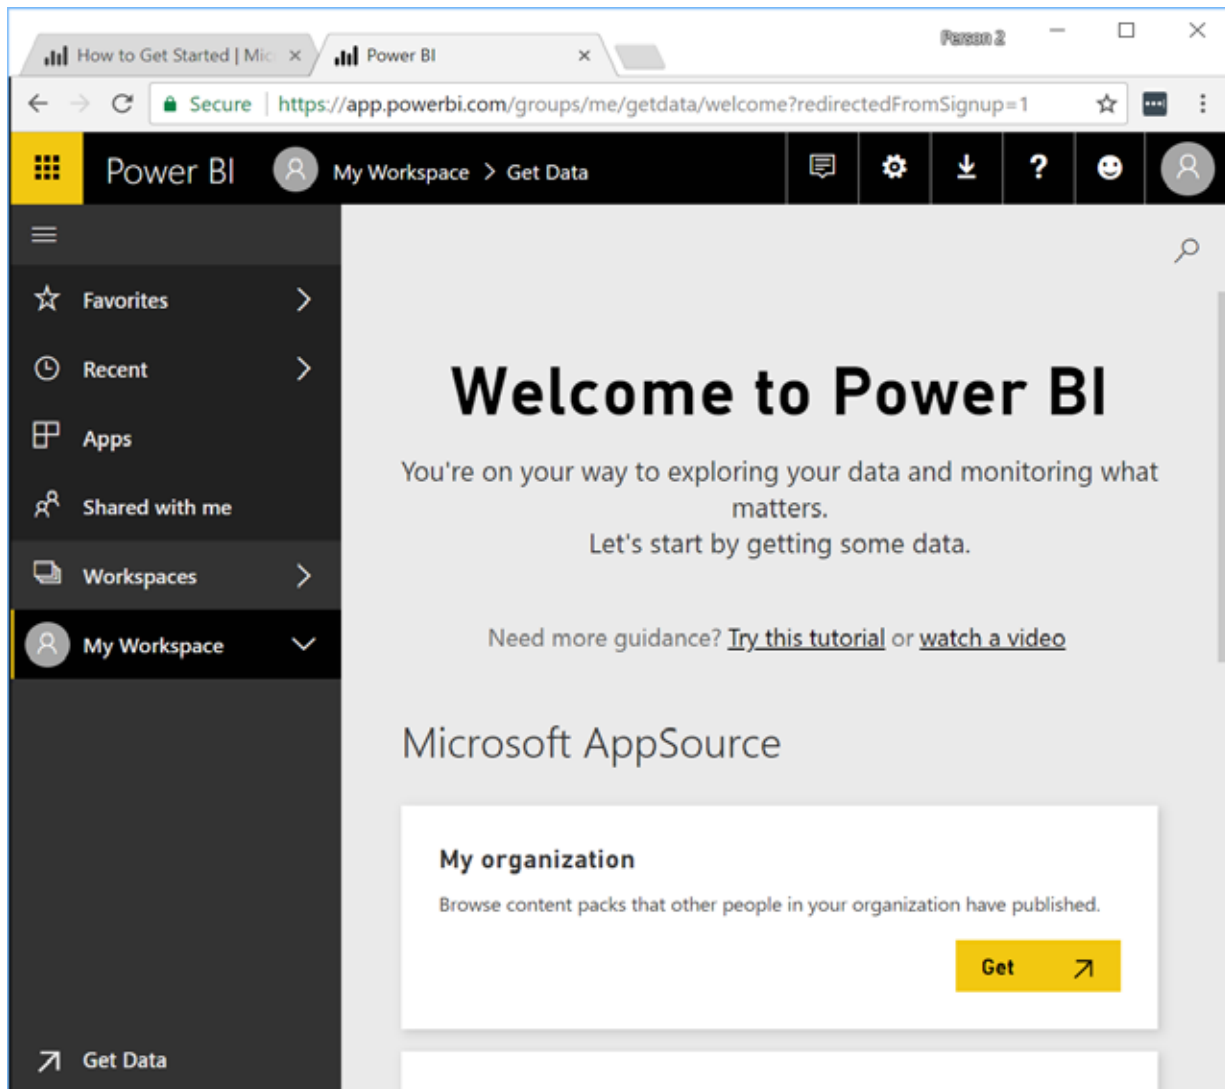 How to Get Started | Mic
Power BI
Person 2
Secure
https://app.powerbi.com/groups/me/getdata/welcome?redirectedFromSignup=1
Power BI
My Workspace > Get Data
?
Favorites
Recent
Apps
Shared with me
Workspaces
My Workspace
Get Data
Welcome to Power BI
You're on your way to exploring your data and monitoring what
matters.
Let's start by getting some data.
Need more guidance? Try this tutorial or watch a video
Microsoft AppSource
My organization
Browse content packs that other people in your organization have published.
Get